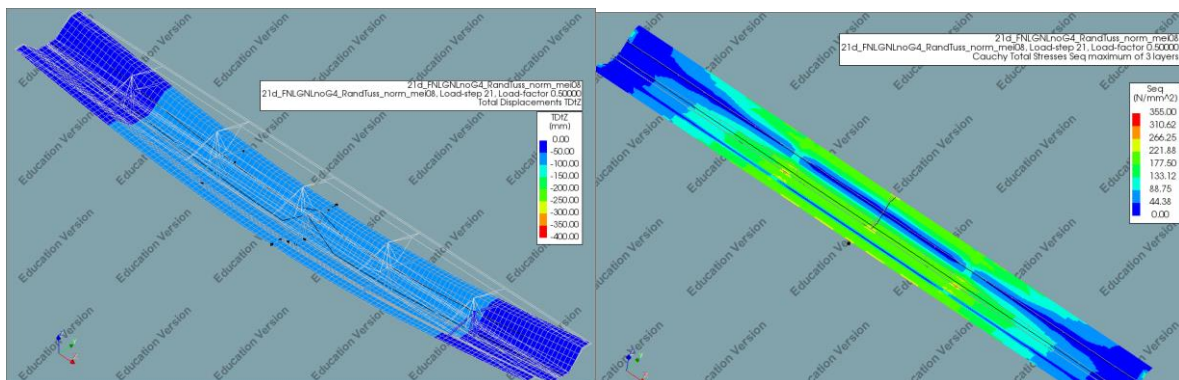 21d_FNLGNLnoG4_RandTuss_norm_mei08
21d_FNLGNLnoG4_RandTuss_norm_mei08, Load-step 21, Load-factor 0.50000
Total Displacements TDtZ
TDtZ
(mm)
0.00
-50.00
-100.00
-150.00
-200.00
-250.00
-300.00
-350.00
-400.00
Education Version
21d_FNLGNLnoG4_RandTuss_norm_mei08
21d_FNLGNLnoG4_RandTuss_norm_mei08, Load-step 21, Load-factor 0.50000
Cauchy Total Stresses Seq maximum of 3 layers
Seq
(N/mm^2)
355.00
310.62
266.25
221.88
177.50
133.12
88.75
44.38
0.00
Education Version